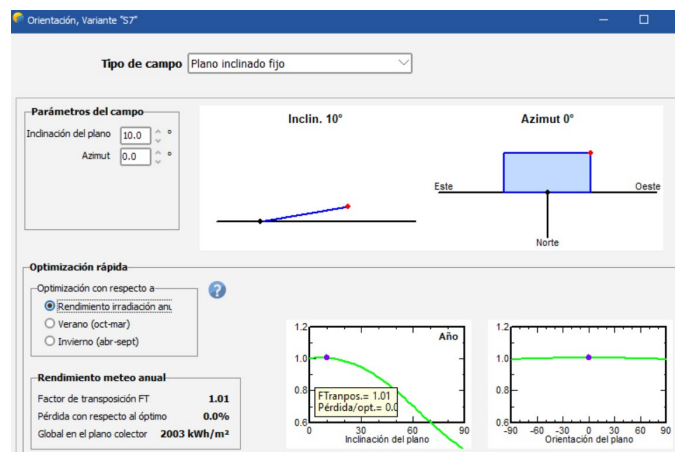 Orientación, Variante "S7"
Tipo de campo Plano inclinado fijo
Parámetros del campo
Inclinación del plano 10.0 °
Azimut 0.0 °
Inclin. 10°
Azimut 0°
Este
Oeste
Norte
Optimización rápida
Optimización con respecto a
Rendimiento irradiación anu
Verano (oct-mar)
Invierno (abr-sept)
?
Rendimiento meteo anual
Factor de transposición FT 1.01
Pérdida con respecto al óptimo 0.0%
Global en el plano colector 2003 kWh/m²
1.2
1.0
0.8
0.6
Año
FTranpos.= 1.01
Pérdida/opt.= 0.0
0 30 60 90
Inclinación del plano
1.2
1.0
0.8
0.6
-90 -60 -30 0 30 60 90
Orientación del plano